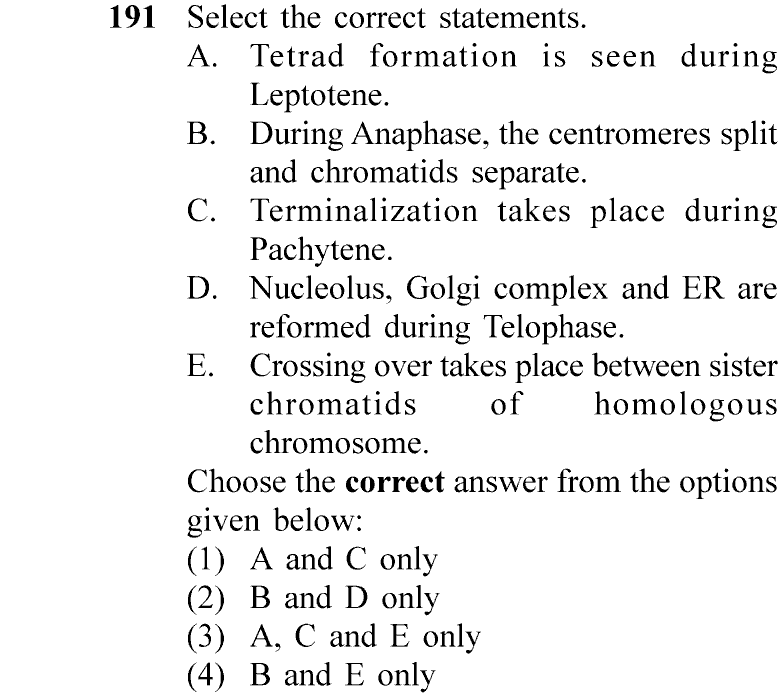 191 Select the correct statements.
A. Tetrad formation is seen during
Leptotene.
B. During Anaphase, the centromeres split
and chromatids separate.
C. Terminalization takes place during
Pachytene.
D. Nucleolus, Golgi complex and ER are
reformed during Telophase.
E. Crossing over takes place between sister
chromatids of homologous
chromosome.
Choose the correct answer from the options
given below:
(1) A and C only
(2) B and D only
(3) A, C and E only
(4) B and E only